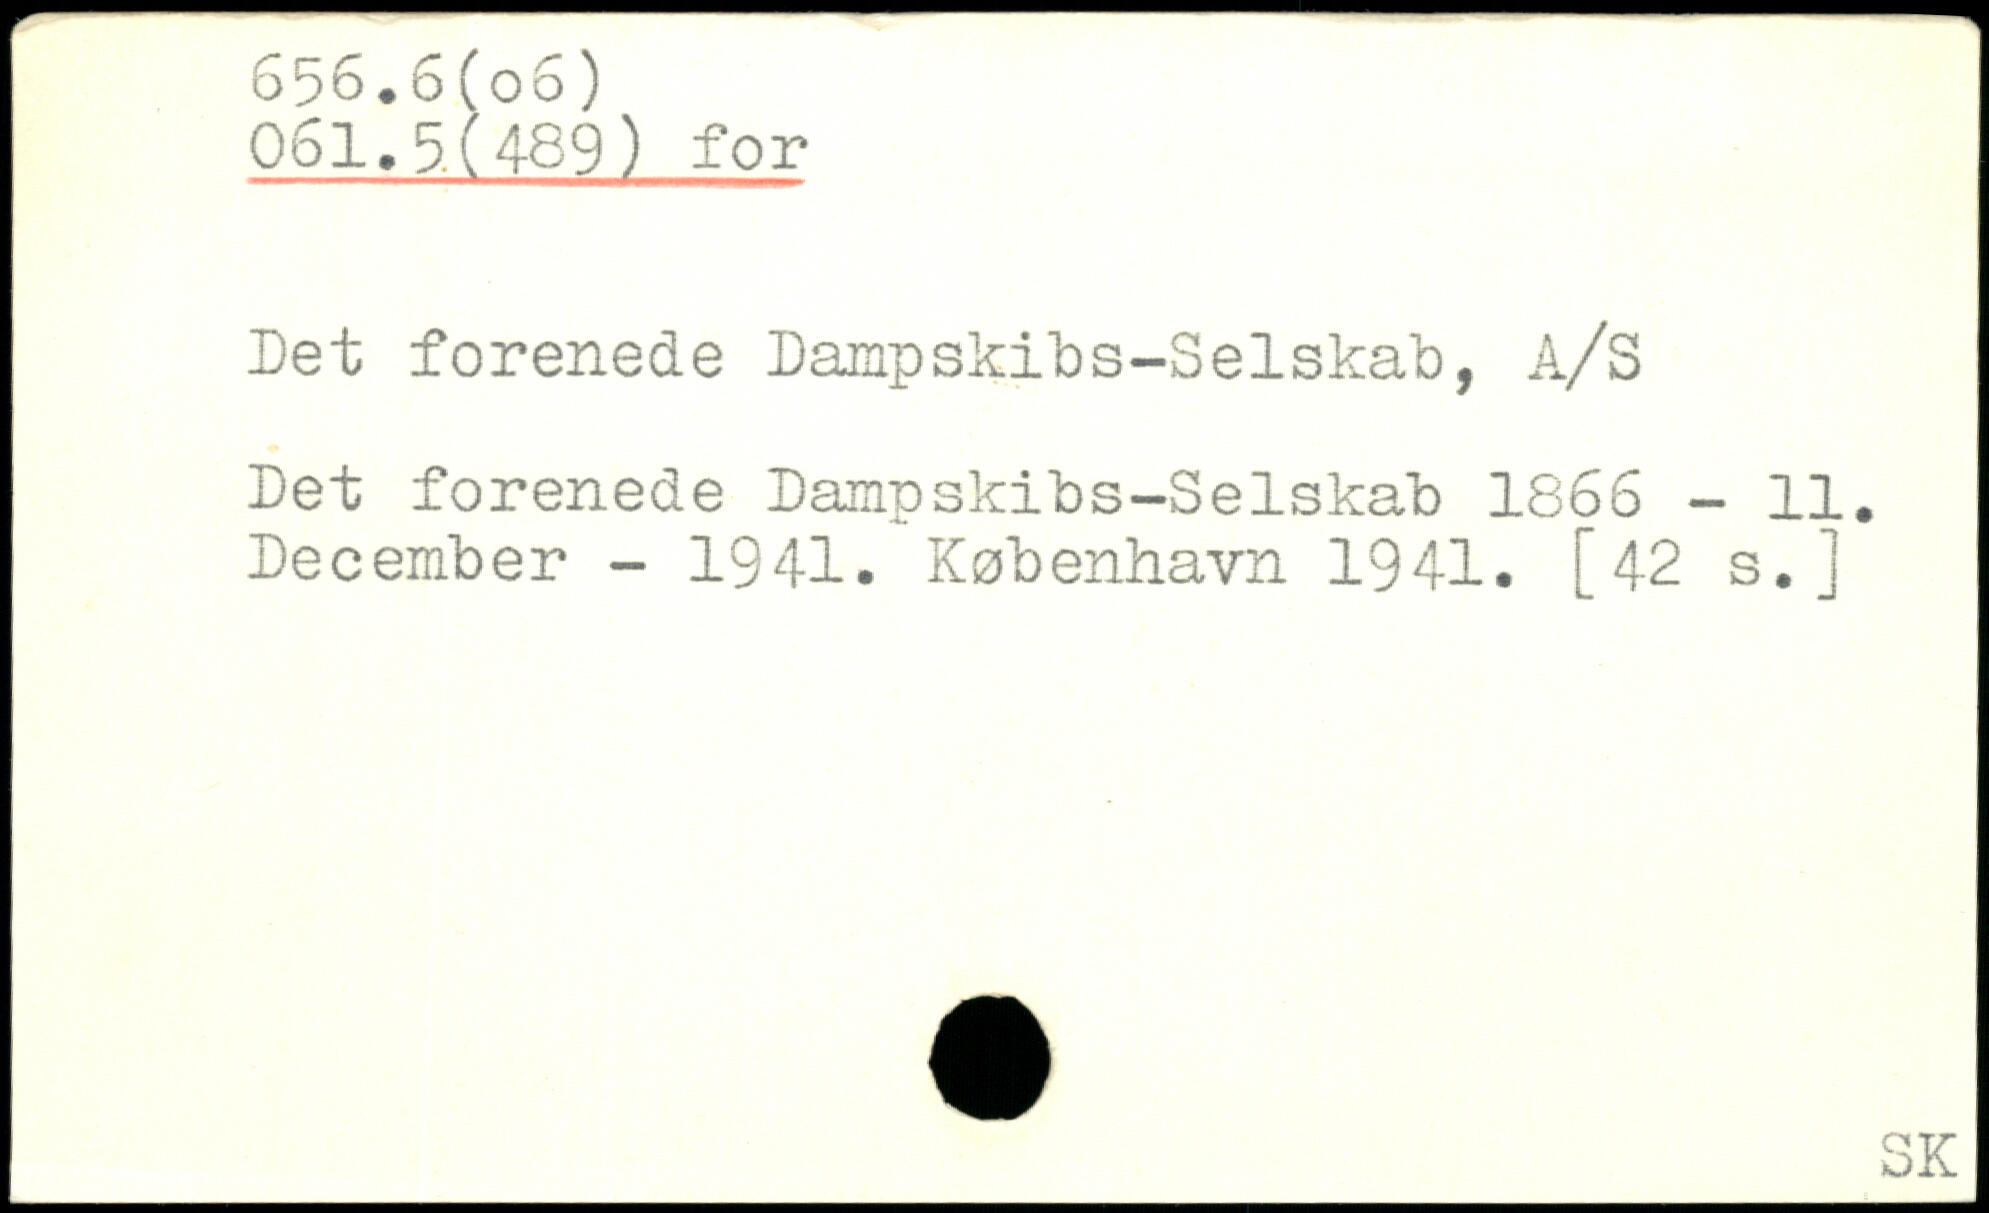 656.6(o6)
061.5(489) for
Det forenede Dampskibs-Selskab, A/S
Det forenede Dampskibs-Selskab 1866 - 11.
December - 1941. København 1941. [42 s.]
SK